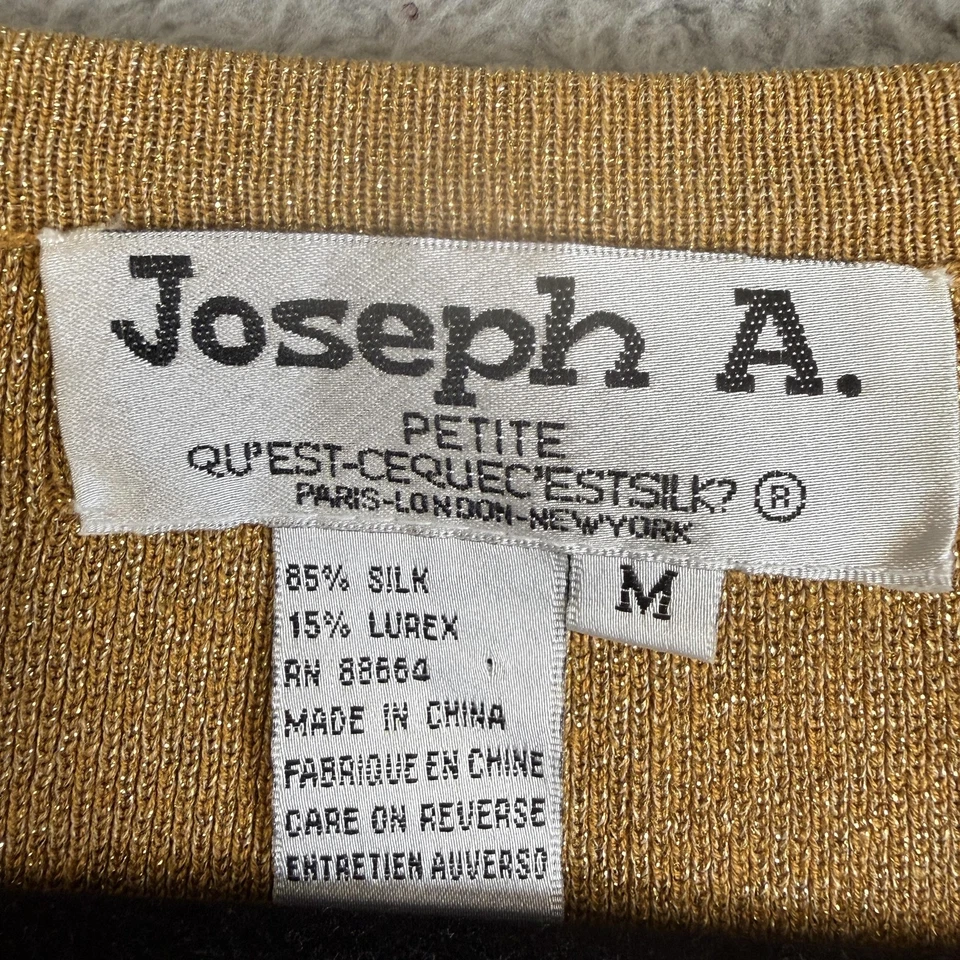 Joseph A.
PETITE
QU'EST-CEQUEC'ESTSILK? ®
PARIS-LONDON-NEWYORK
M
85% SILK
15% LUREX
RN 88664
MADE IN CHINA
FABRIQUE EN CHINE
CARE ON REVERSE
ENTRETIEN AUVERSO